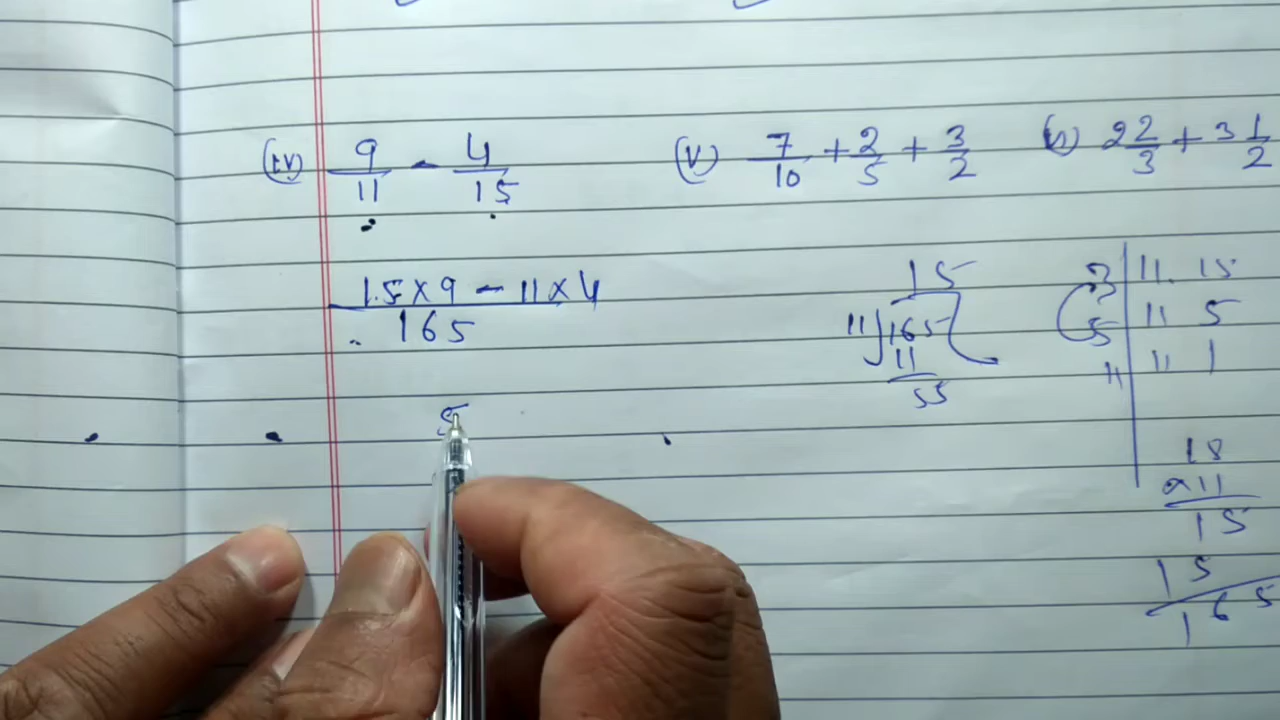 (iv) 9/11 - 4/15
(v) 7/10 + 2/5 + 3/2
2 2/3 + 3 1/2
15×9 - 11×4
165
5
15
11)165
11
55
3 | 11. 15
5 | 11 5
11 | 11 1
×11
15
15
165